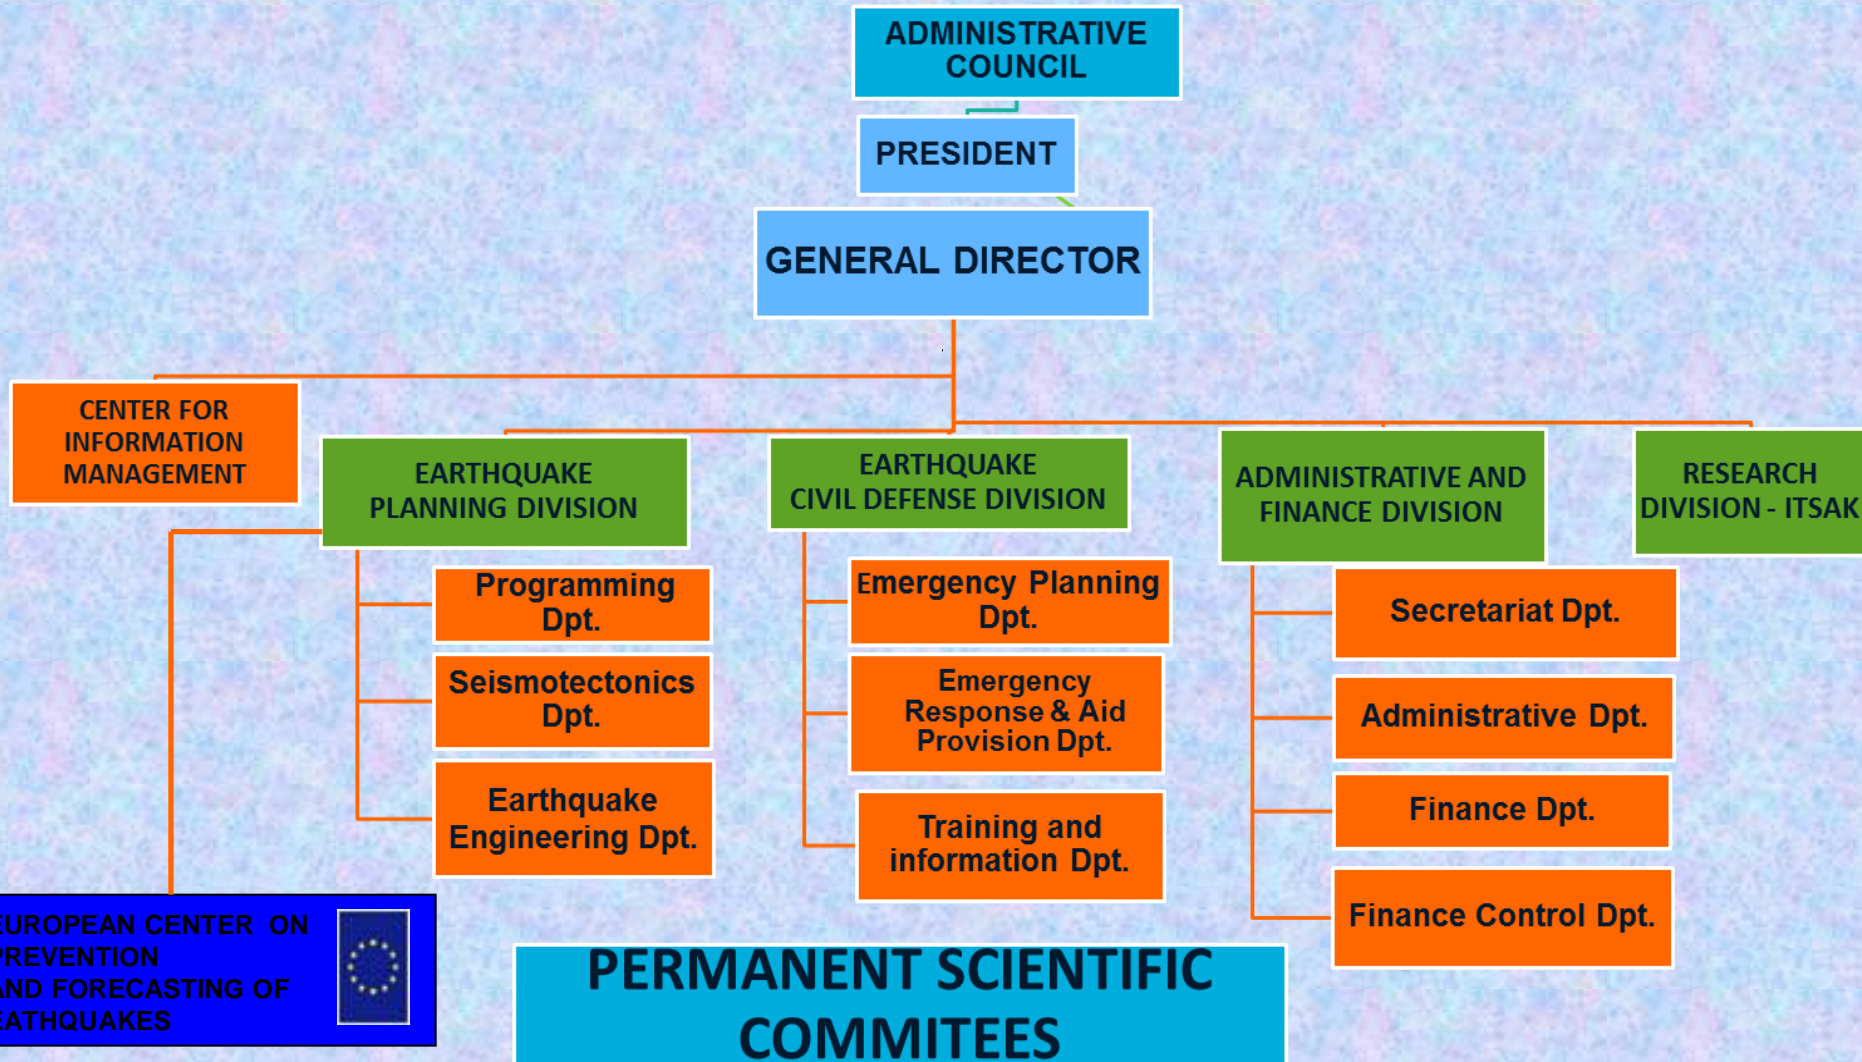 ADMINISTRATIVE
COUNCIL
PRESIDENT
GENERAL DIRECTOR
CENTER FOR
INFORMATION
MANAGEMENT
EARTHQUAKE
PLANNING DIVISION
EARTHQUAKE
CIVIL DEFENSE DIVISION
ADMINISTRATIVE AND
FINANCE DIVISION
RESEARCH
DIVISION - ITSAK
Programming
Dpt.
Seismotectonics
Dpt.
Earthquake
Engineering Dpt.
Emergency Planning
Dpt.
Emergency
Response & Aid
Provision Dpt.
Training and
information Dpt.
Secretariat Dpt.
Administrative Dpt.
Finance Dpt.
Finance Control Dpt.
EUROPEAN CENTER ON
PREVENTION
AND FORECASTING OF
EATHQUAKES
PERMANENT SCIENTIFIC
COMMITEES